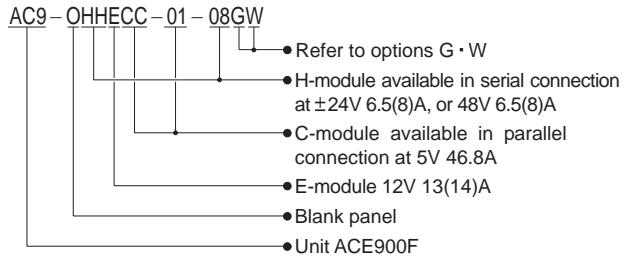 AC9-OHHECC-01-08GW
Refer to options G・W
H-module available in serial connection
at ±24V 6.5(8)A, or 48V 6.5(8)A
C-module available in parallel
connection at 5V 46.8A
E-module 12V 13(14)A
Blank panel
Unit ACE900F